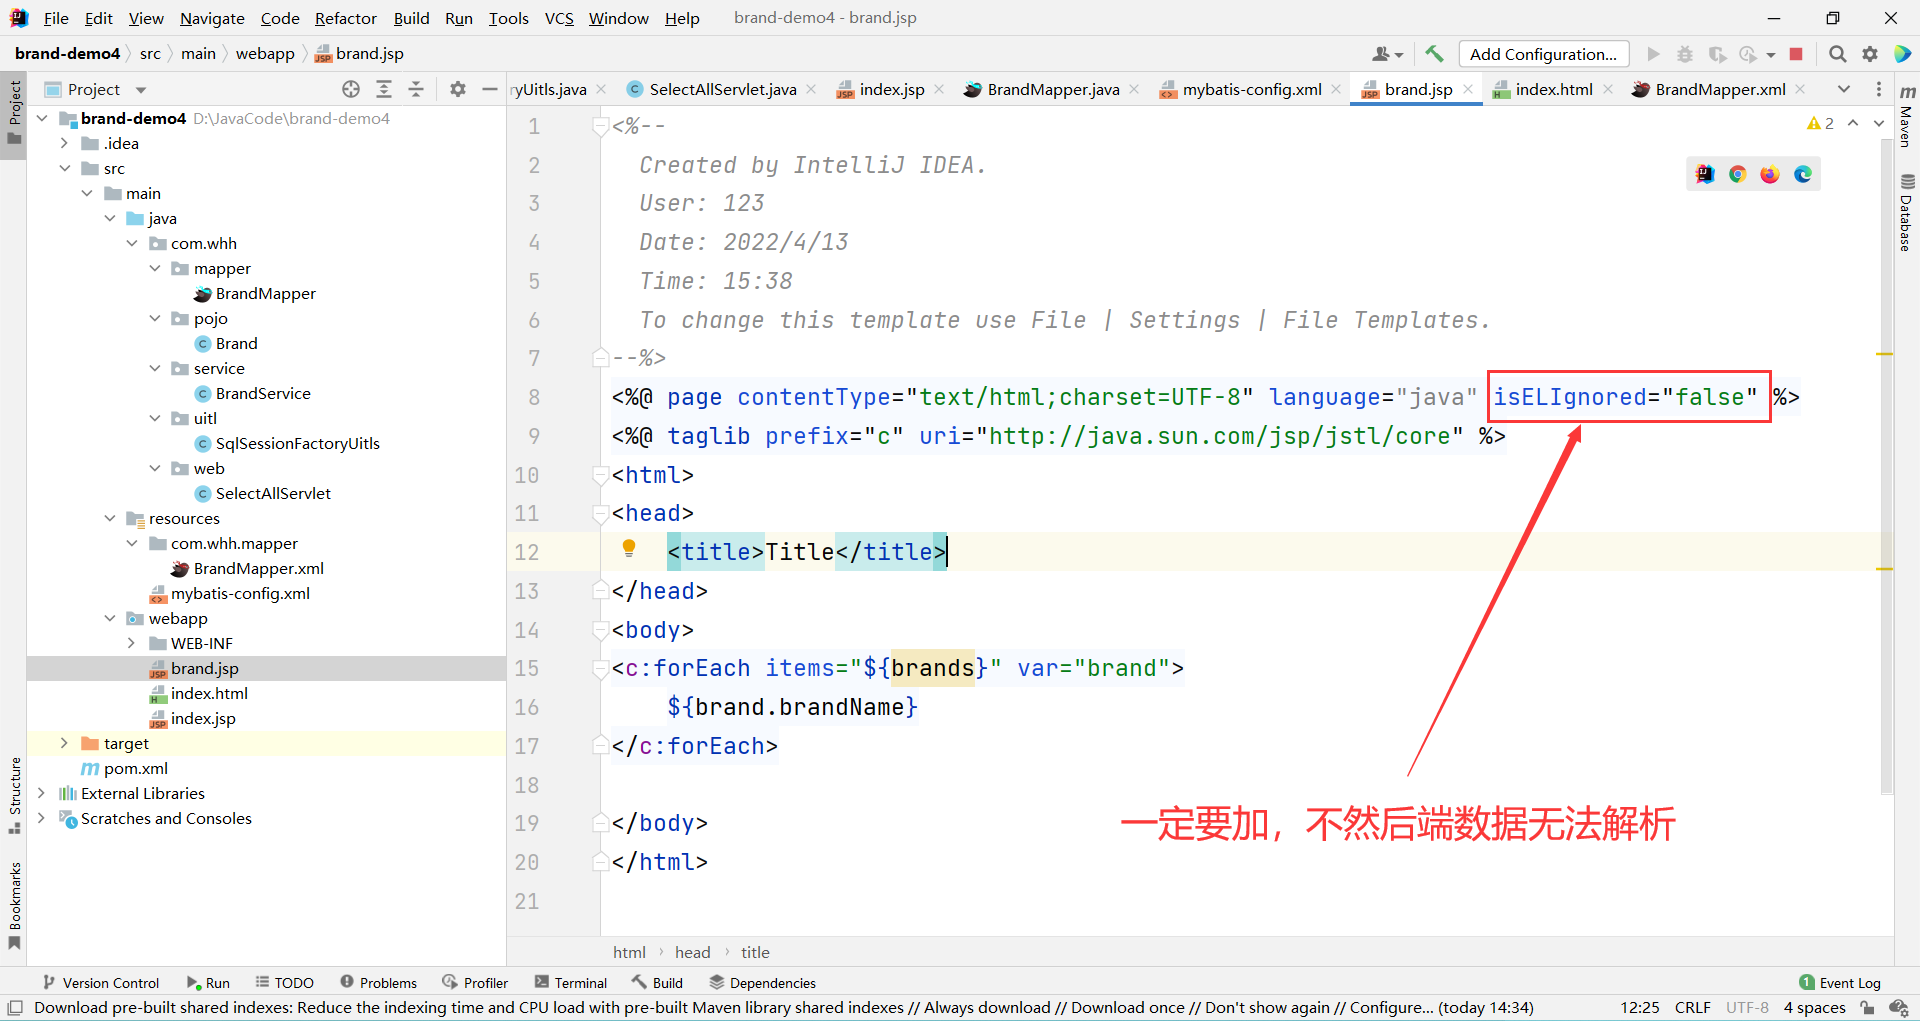 File Edit View Navigate Code Refactor Build Run Tools VCS Window Help brand-demo4 - brand.jsp
brand-demo4 src main webapp brand.jsp Add Configuration...
Project
ryUitls.java SelectAllServlet.java index.jsp BrandMapper.java mybatis-config.xml brand.jsp index.html BrandMapper.xml
Project
Structure
Bookmarks
brand-demo4 D:\JavaCode\brand-demo4
.idea
src
main
java
com.whh
mapper
BrandMapper
pojo
Brand
service
BrandService
uitl
SqlSessionFactoryUitls
web
SelectAllServlet
resources
com.whh.mapper
BrandMapper.xml
mybatis-config.xml
webapp
WEB-INF
brand.jsp
index.html
index.jsp
target
pom.xml
External Libraries
Scratches and Consoles
1 <%--
2 Created by IntelliJ IDEA.
3 User: 123
4 Date: 2022/4/13
5 Time: 15:38
6 To change this template use File | Settings | File Templates.
7 --%>
8 <%@ page contentType="text/html;charset=UTF-8" language="java" isELIgnored="false" %>
9 <%@ taglib prefix="c" uri="http://java.sun.com/jsp/jstl/core" %>
10 <html>
11 <head>
12 <title>Title</title>
13 </head>
14 <body>
15 <c:forEach items="${brands}" var="brand">
16 ${brand.brandName}
17 </c:forEach>
18
19 </body>
20 </html>
21
2
一定要加，不然后端数据无法解析
Maven
Database
html head title
Version Control Run TODO Problems Profiler Terminal Build Dependencies 1 Event Log
Download pre-built shared indexes: Reduce the indexing time and CPU load with pre-built Maven library shared indexes // Always download // Download once // Don't show again // Configure... (today 14:34) 12:25 CRLF UTF-8 4 spaces